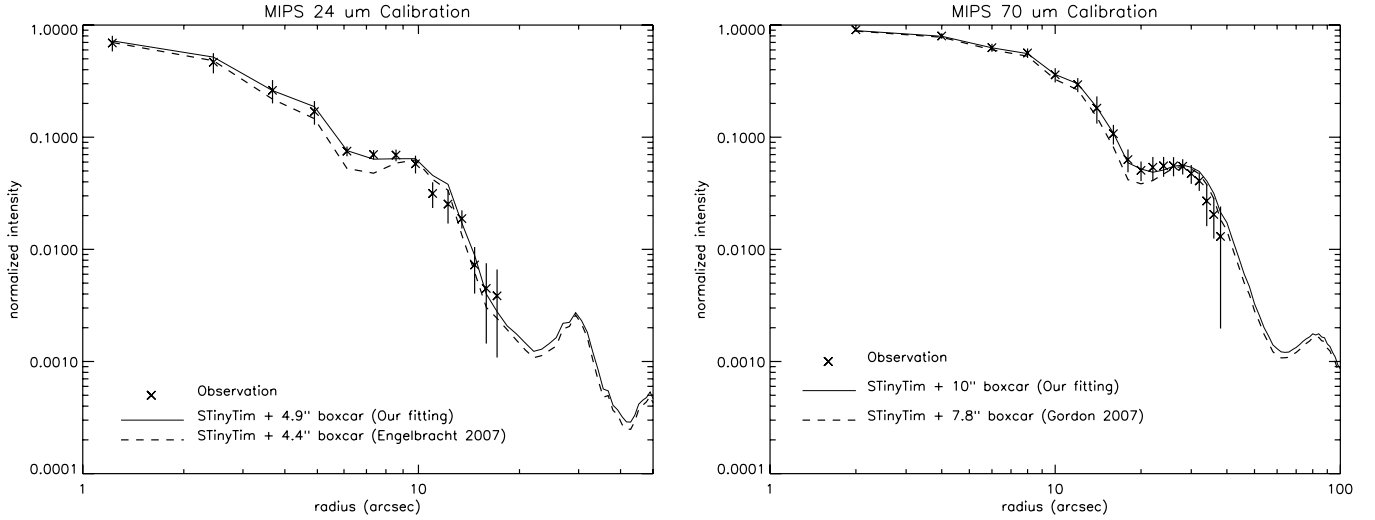 MIPS 24 um Calibration
1.0000
0.1000
0.0100
0.0010
0.0001
normalized intensity
Observation
STinyTim + 4.9'' boxcar (Our fitting)
STinyTim + 4.4'' boxcar (Engelbracht 2007)
1
10
radius (arcsec)
MIPS 70 um Calibration
1.0000
0.1000
0.0100
0.0010
0.0001
normalized intensity
Observation
STinyTim + 10'' boxcar (Our fitting)
STinyTim + 7.8'' boxcar (Gordon 2007)
1
10
100
radius (arcsec)